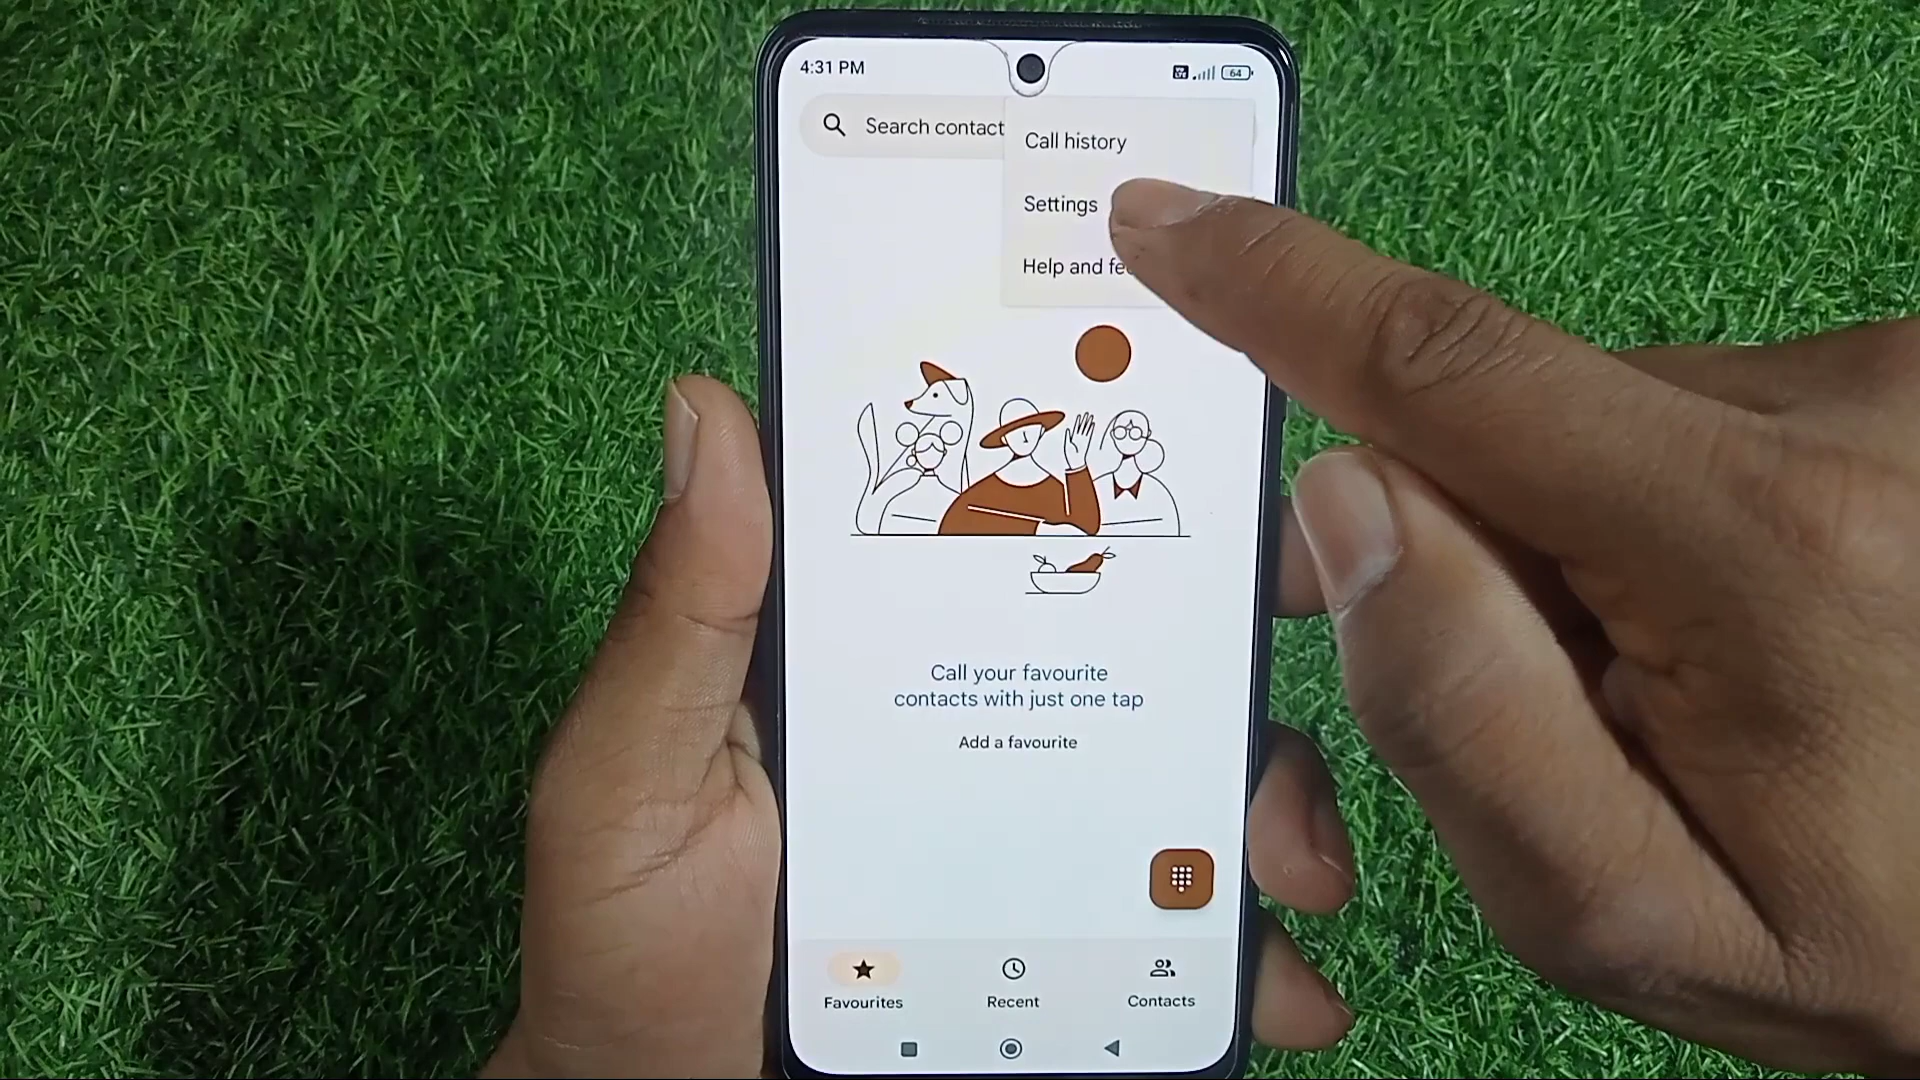 4:31 PM
64
Search contact
Call history
Settings
Help and
Call your favourite
contacts with just one tap
Add a favourite
Favourites
Recent
Contacts